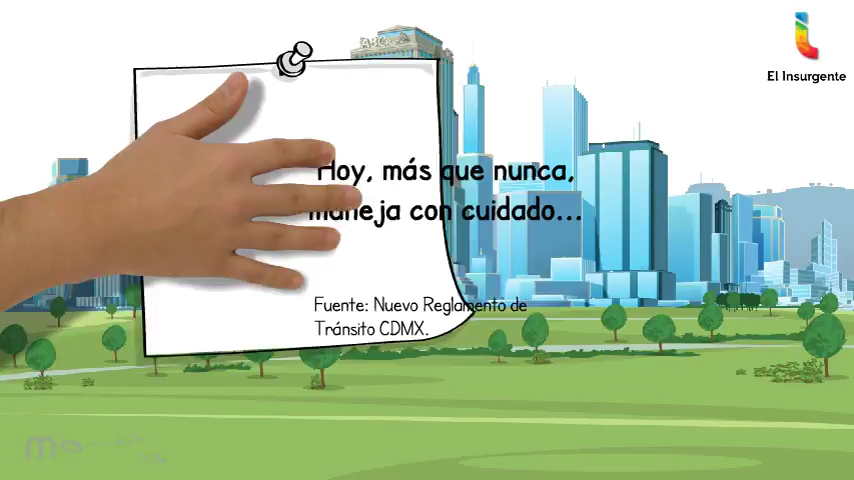 El Insurgente
Hoy, más que nunca,
maneja con cuidado...
Fuente: Nuevo Reglamento de
Tránsito CDMX.